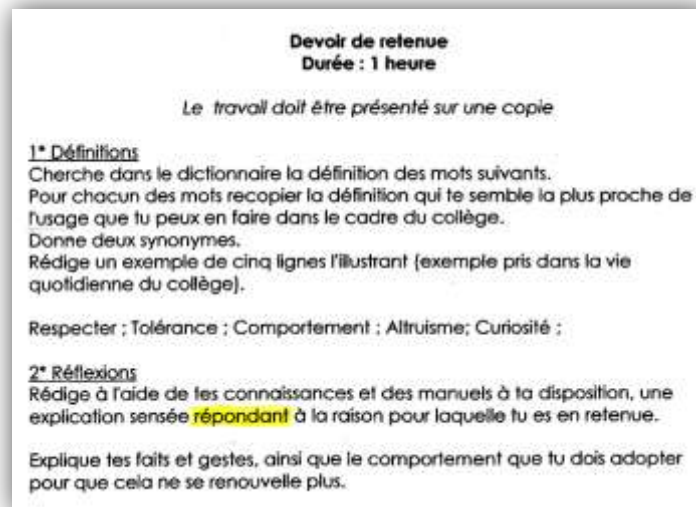 Devoir de retenue
Durée : 1 heure
Le travail doit être présenté sur une copie
1* Définitions
Cherche dans le dictionnaire la définition des mots suivants.
Pour chacun des mots recopier la définition qui te semble la plus proche de
l'usage que tu peux en faire dans le cadre du collège.
Donne deux synonymes.
Rédige un exemple de cinq lignes l'illustrant (exemple pris dans la vie
quotidienne du collège).
Respecter ; Tolérance ; Comportement ; Altruisme; Curiosité ;
2* Réflexions
Rédige à l'aide de tes connaissances et des manuels à ta disposition, une
explication sensée répondant à la raison pour laquelle tu es en retenue.
Explique tes faits et gestes, ainsi que le comportement que tu dois adopter
pour que cela ne se renouvelle plus.